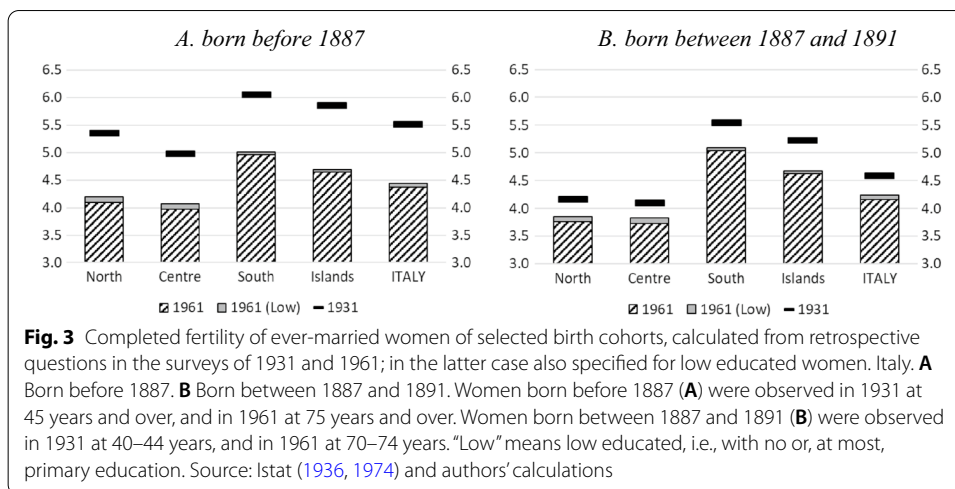 A. born before 1887
B. born between 1887 and 1891
6.5 6.5 6.5 6.5
6.0 6.0 6.0 6.0
5.5 5.5 5.5 5.5
5.0 5.0 5.0 5.0
4.5 4.5 4.5 4.5
4.0 4.0 4.0 4.0
3.5 3.5 3.5 3.5
3.0 3.0 3.0 3.0
North Centre South Islands ITALY North Centre South Islands ITALY
1961 1961 (Low) 1931 1961 1961 (Low) 1931
Fig. 3 Completed fertility of ever-married women of selected birth cohorts, calculated from retrospective
questions in the surveys of 1931 and 1961; in the latter case also specified for low educated women. Italy. A
Born before 1887. B Born between 1887 and 1891. Women born before 1887 (A) were observed in 1931 at
45 years and over, and in 1961 at 75 years and over. Women born between 1887 and 1891 (B) were observed
in 1931 at 40–44 years, and in 1961 at 70–74 years. “Low” means low educated, i.e., with no or, at most,
primary education. Source: Istat (1936, 1974) and authors’ calculations